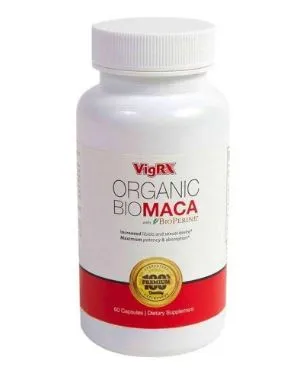 VigRX
ORGANIC
BIOMACA
with BIOPERINE
Increased libido and sexual desire*
Maximum potency & absorption*
PREMIUM
100%
Quality
60 Capsules | Dietary Supplement